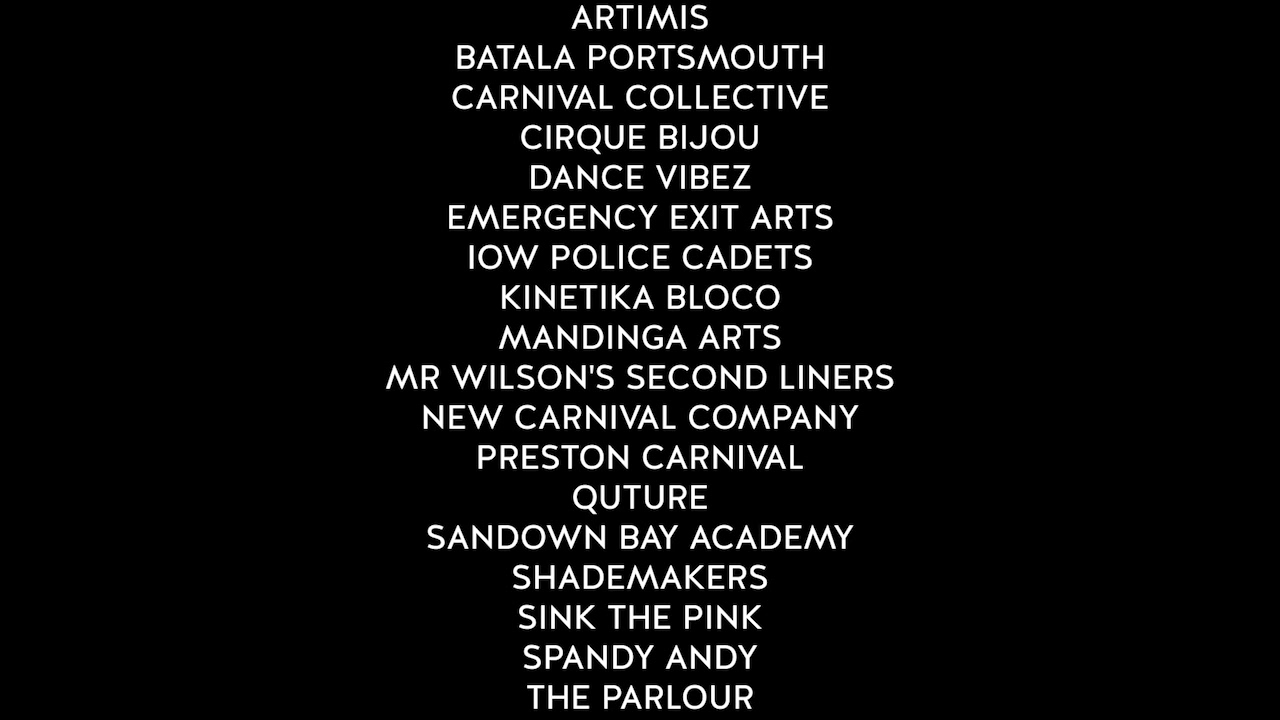 ARTIMIS
BATALA PORTSMOUTH
CARNIVAL COLLECTIVE
CIRQUE BIJOU
DANCE VIBEZ
EMERGENCY EXIT ARTS
IOW POLICE CADETS
KINETIKA BLOCO
MANDINGA ARTS
MR WILSON'S SECOND LINERS
NEW CARNIVAL COMPANY
PRESTON CARNIVAL
QUTURE
SANDOWN BAY ACADEMY
SHADEMAKERS
SINK THE PINK
SPANDY ANDY
THE PARLOUR